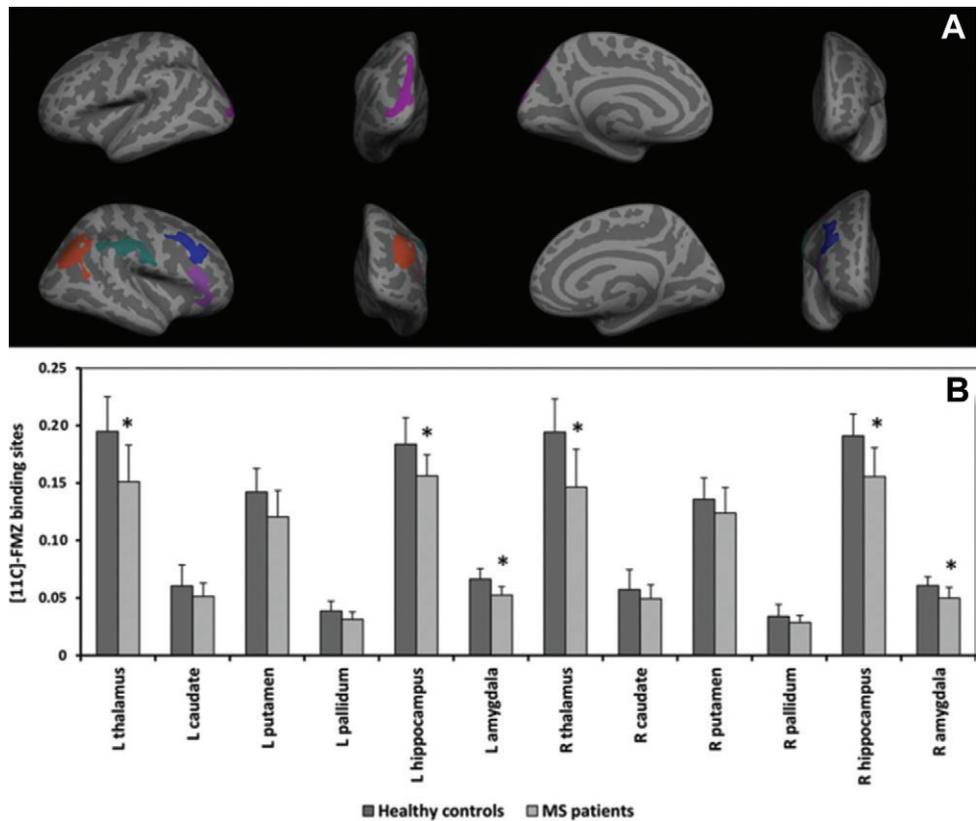 A
B
[11C]-FMZ binding sites
0.25
0.20
0.15
0.10
0.05
0
*
*
*
*
*
*
L thalamus
L caudate
L putamen
L pallidum
L hippocampus
L amygdala
R thalamus
R caudate
R putamen
R pallidum
R hippocampus
R amygdala
Healthy controls
MS patients